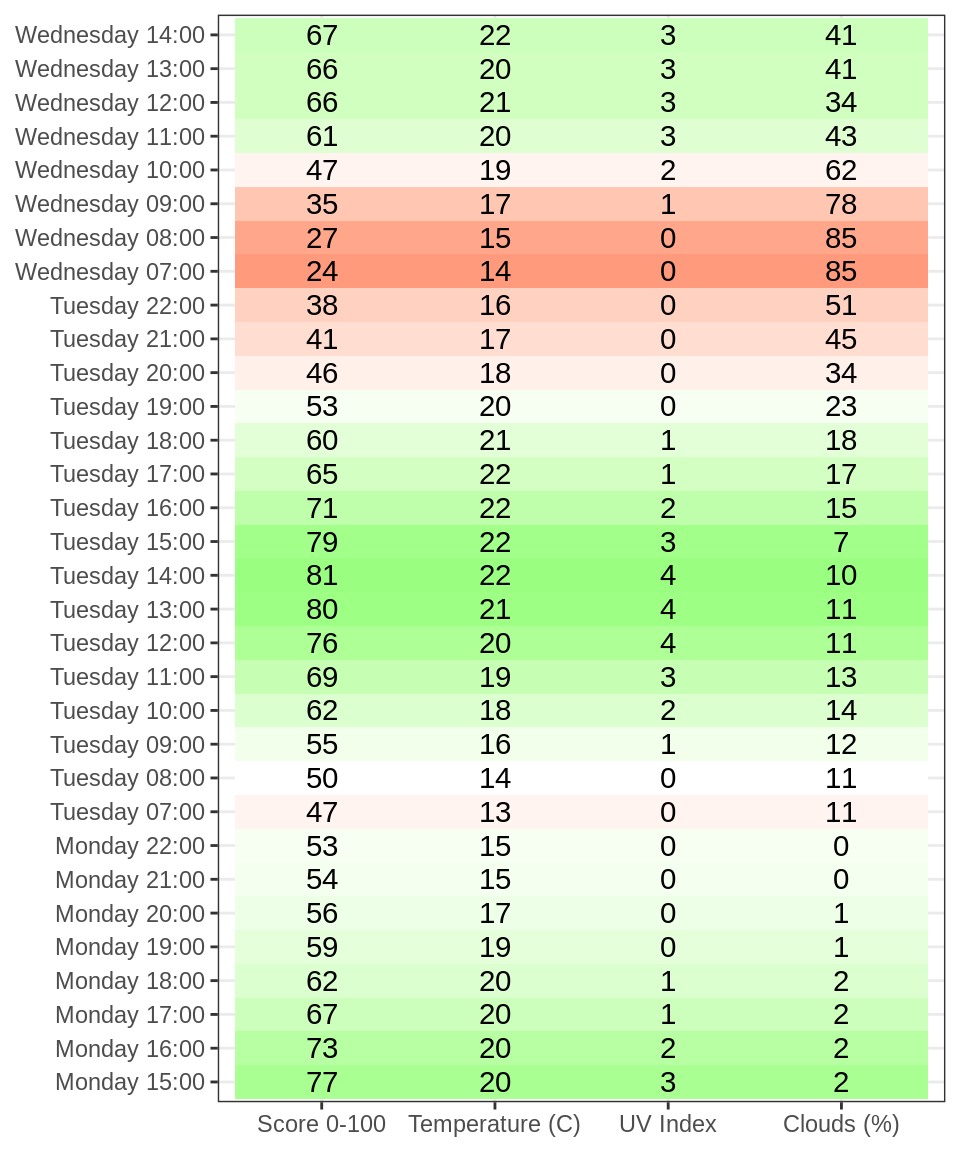 Wednesday 14:00 67 22 3 41
Wednesday 13:00 66 20 3 41
Wednesday 12:00 66 21 3 34
Wednesday 11:00 61 20 3 43
Wednesday 10:00 47 19 2 62
Wednesday 09:00 35 17 1 78
Wednesday 08:00 27 15 0 85
Wednesday 07:00 24 14 0 85
Tuesday 22:00 38 16 0 51
Tuesday 21:00 41 17 0 45
Tuesday 20:00 46 18 0 34
Tuesday 19:00 53 20 0 23
Tuesday 18:00 60 21 1 18
Tuesday 17:00 65 22 1 17
Tuesday 16:00 71 22 2 15
Tuesday 15:00 79 22 3 7
Tuesday 14:00 81 22 4 10
Tuesday 13:00 80 21 4 11
Tuesday 12:00 76 20 4 11
Tuesday 11:00 69 19 3 13
Tuesday 10:00 62 18 2 14
Tuesday 09:00 55 16 1 12
Tuesday 08:00 50 14 0 11
Tuesday 07:00 47 13 0 11
Monday 22:00 53 15 0 0
Monday 21:00 54 15 0 0
Monday 20:00 56 17 0 1
Monday 19:00 59 19 0 1
Monday 18:00 62 20 1 2
Monday 17:00 67 20 1 2
Monday 16:00 73 20 2 2
Monday 15:00 77 20 3 2
Score 0-100 Temperature (C) UV Index Clouds (%)